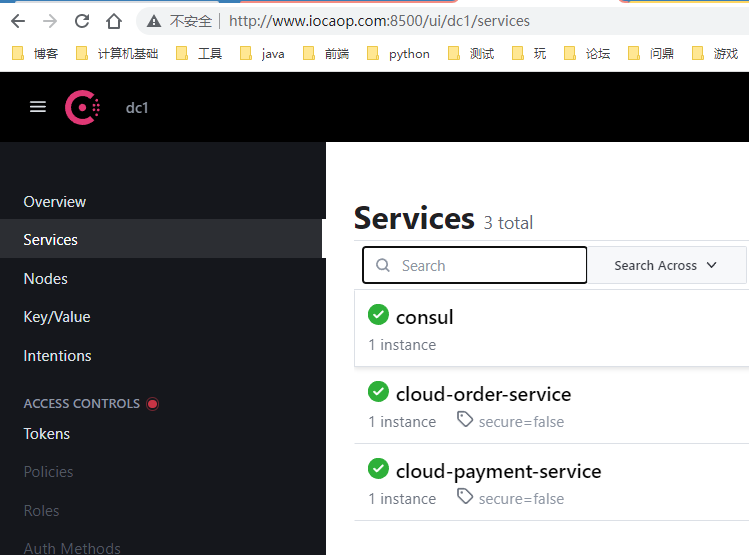 不安全 http://www.iocaop.com:8500/ui/dc1/services
博客 计算机基础 工具 java 前端 python 测试 玩 论坛 问鼎 游戏
dc1
Overview
Services
Nodes
Key/Value
Intentions
ACCESS CONTROLS
Tokens
Policies
Roles
Auth Methods
Services 3 total
Search Search Across
consul
1 instance
cloud-order-service
1 instance secure=false
cloud-payment-service
1 instance secure=false